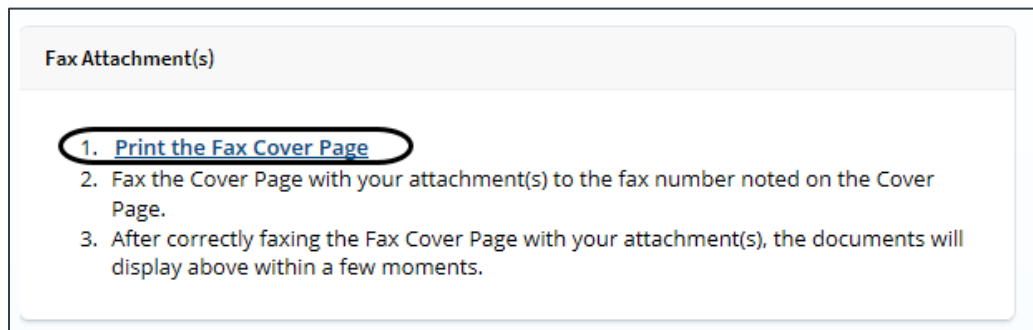 Fax Attachment(s)
1. Print the Fax Cover Page
2. Fax the Cover Page with your attachment(s) to the fax number noted on the Cover
Page.
3. After correctly faxing the Fax Cover Page with your attachment(s), the documents will
display above within a few moments.